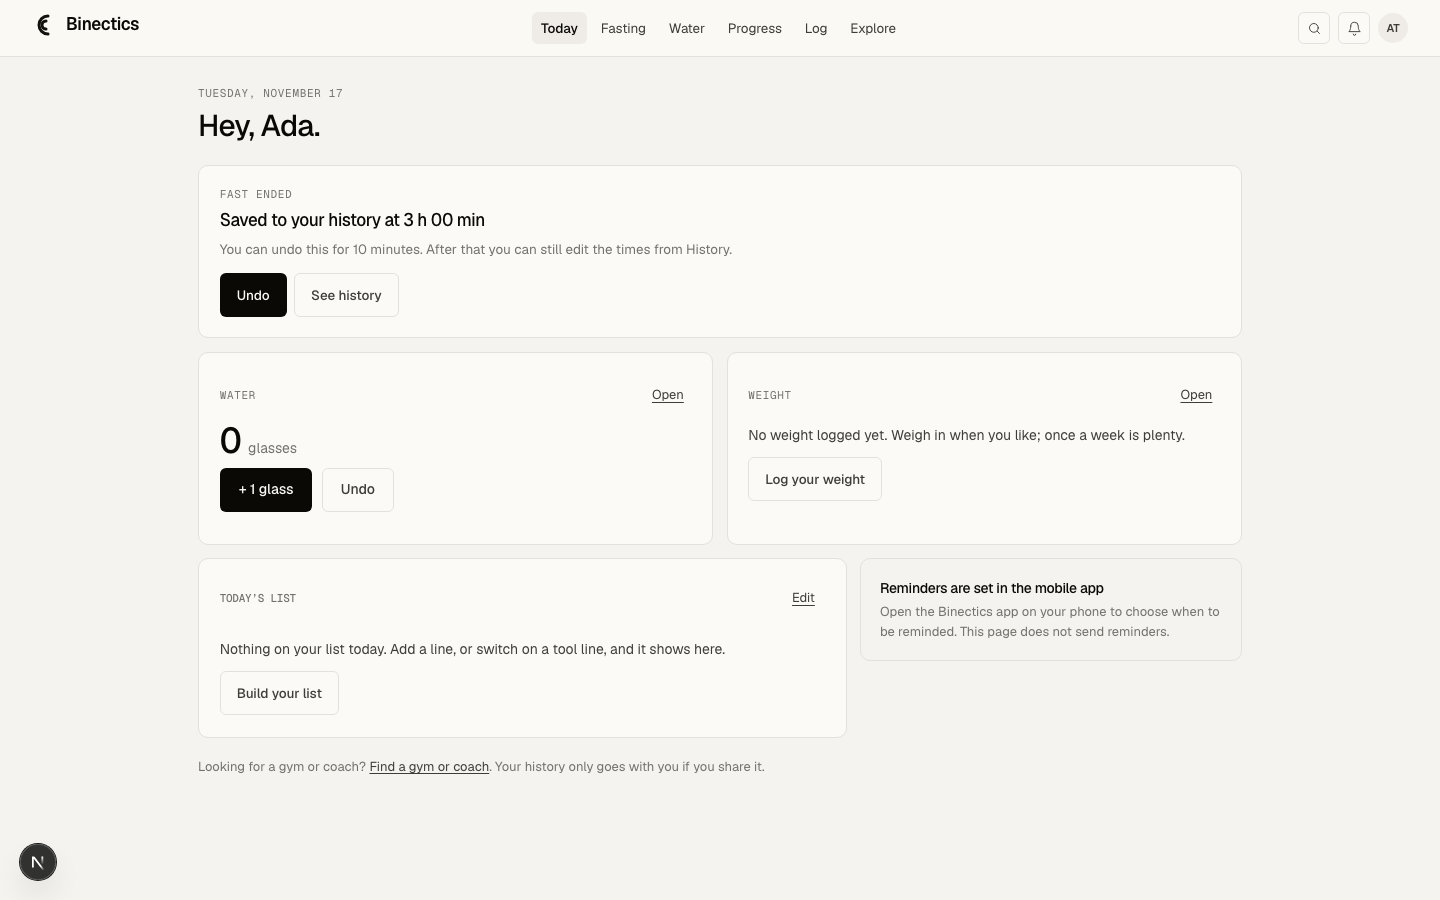 Binectics
Today Fasting Water Progress Log Explore
AT
TUESDAY, NOVEMBER 17
Hey, Ada.
FAST ENDED
Saved to your history at 3 h 00 min
You can undo this for 10 minutes. After that you can still edit the times from History.
Undo See history
WATER Open
0 glasses
+ 1 glass Undo
WEIGHT Open
No weight logged yet. Weigh in when you like; once a week is plenty.
Log your weight
TODAY'S LIST Edit
Nothing on your list today. Add a line, or switch on a tool line, and it shows here.
Build your list
Reminders are set in the mobile app
Open the Binectics app on your phone to choose when to
be reminded. This page does not send reminders.
Looking for a gym or coach? Find a gym or coach. Your history only goes with you if you share it.
N